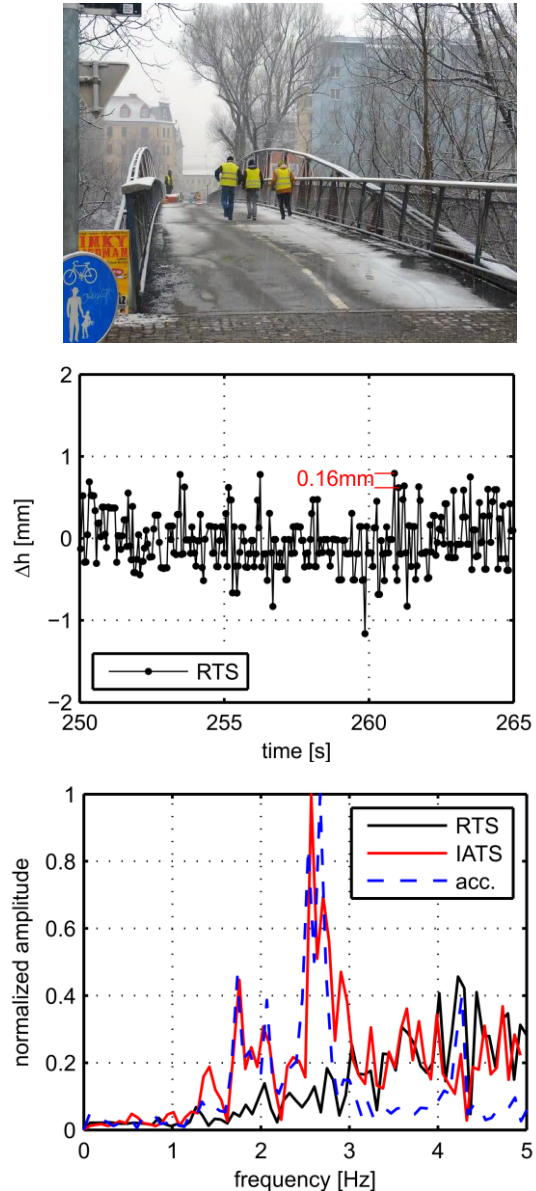 INKY
EDMAN
2
1
0
−1
−2
Δh [mm]
0.16mm
RTS
250
255
260
265
time [s]
1
0.8
0.6
0.4
0.2
0
normalized amplitude
RTS
IATS
acc.
0
1
2
3
4
5
frequency [Hz]